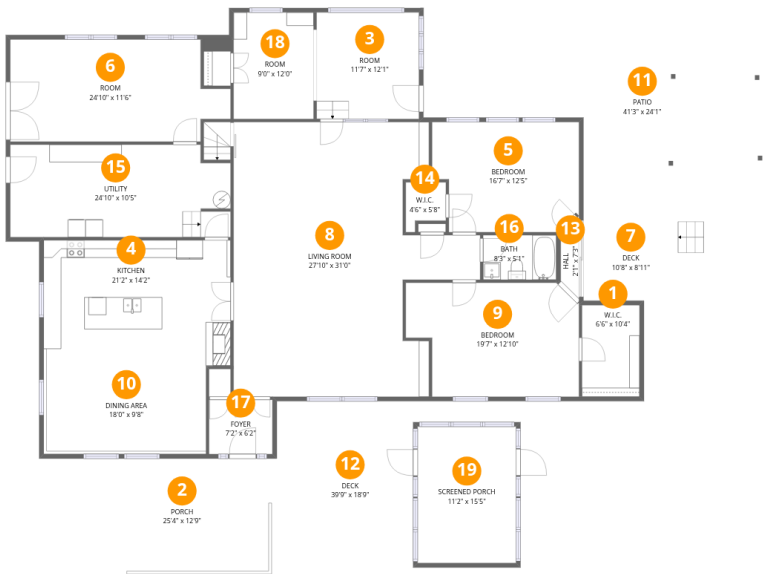 18
ROOM
9'0" x 12'0"
3
ROOM
11'7" x 12'1"
6
ROOM
24'10" x 11'6"
11
PATIO
41'3" x 24'1"
15
UTILITY
24'10" x 10'5"
5
BEDROOM
16'7" x 12'5"
14
W.I.C.
4'6" x 5'8"
8
LIVING ROOM
27'10" x 31'0"
16
BATH
8'3" x 5'1"
13
HALL
2'1" x 7'3"
7
DECK
10'8" x 8'11"
4
KITCHEN
21'2" x 14'2"
1
W.I.C.
6'6" x 10'4"
9
BEDROOM
19'7" x 12'10"
10
DINING AREA
18'0" x 9'8"
17
FOYER
7'2" x 6'2"
12
DECK
39'9" x 18'9"
19
SCREENED PORCH
11'2" x 15'5"
2
PORCH
25'4" x 12'9"